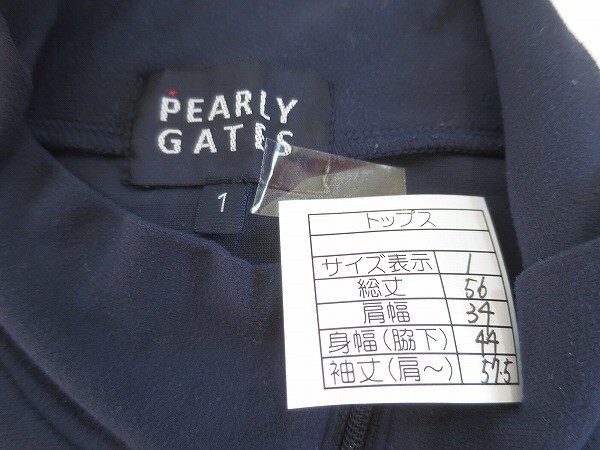 PEARLY
GATES
1
トップス
サイズ表示 1
総丈 56
肩幅 34
身幅(脇下) 44
袖丈(肩～) 57.5